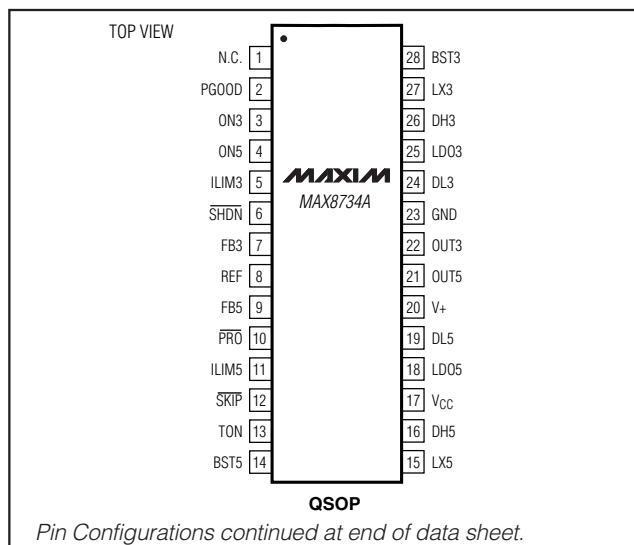 TOP VIEW
N.C. 1
28 BST3
PGOOD 2
27 LX3
ON3 3
26 DH3
ON5 4
25 LDO3
ILIM3 5
24 DL3
MAXIM
MAX8734A
SHDN 6
23 GND
FB3 7
22 OUT3
REF 8
21 OUT5
FB5 9
20 V+
PRO 10
19 DL5
ILIM5 11
18 LDO5
SKIP 12
17 VCC
TON 13
16 DH5
BST5 14
15 LX5
QSOP
Pin Configurations continued at end of data sheet.